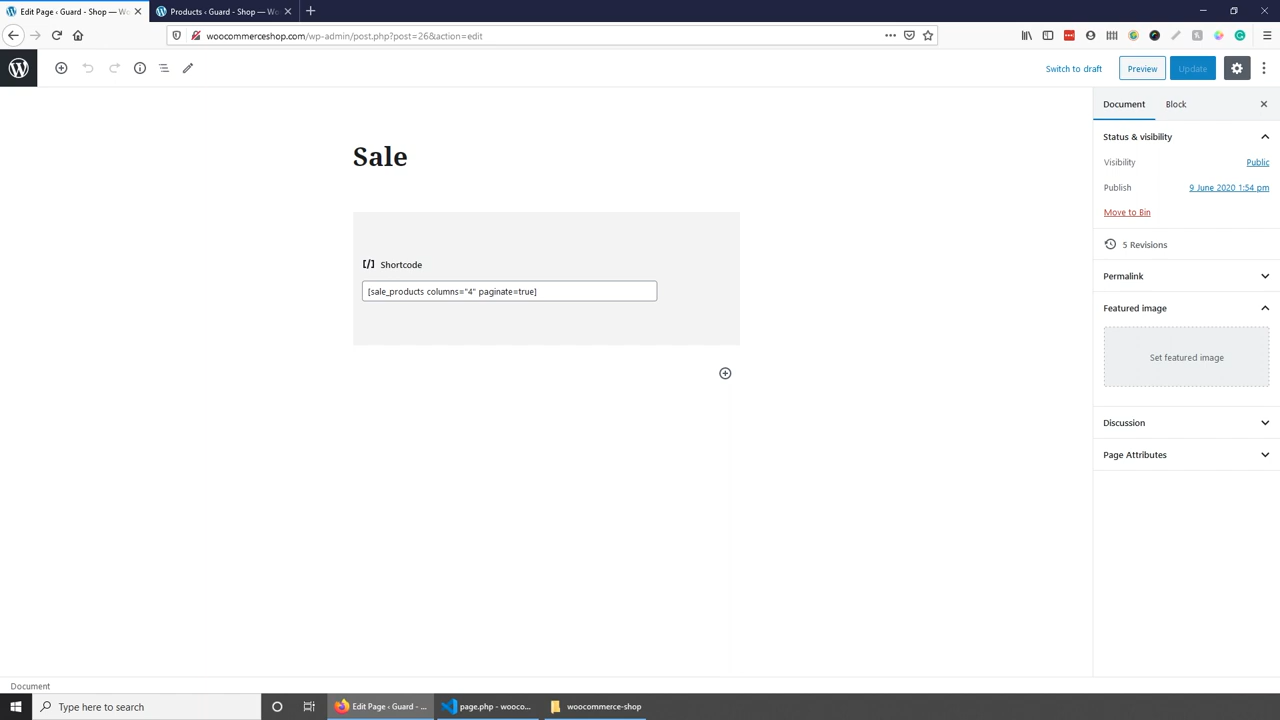 Edit Page ‹ Guard - Shop — Wo
Products ‹ Guard - Shop — Wo
woocommerceshop.com/wp-admin/post.php?post=26&action=edit
Switch to draft
Preview
Update
Document
Block
Status & visibility
Visibility
Public
Publish
9 June 2020 1:54 pm
Move to Bin
5 Revisions
Permalink
Featured image
Set featured image
Discussion
Page Attributes
Sale
[/] Shortcode
[sale_products columns="4" paginate=true]
Document
Type here to search
Edit Page ‹ Guard - ...
page.php - wooco...
woocommerce-shop